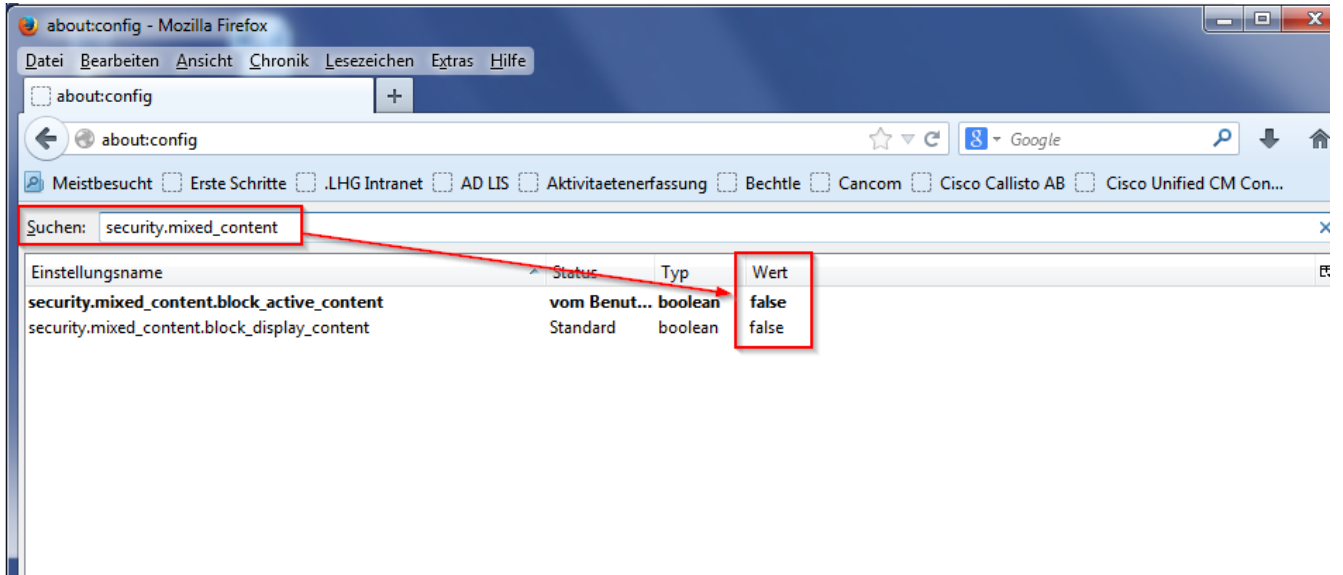 about:config - Mozilla Firefox
Datei Bearbeiten Ansicht Chronik Lesezeichen Extras Hilfe
about:config
about:config Google
Meistbesucht Erste Schritte .LHG Intranet AD LIS Aktivitaetenerfassung Bechtle Cancom Cisco Callisto AB Cisco Unified CM Con...
Suchen: security.mixed_content
Einstellungsname Status Typ Wert
security.mixed_content.block_active_content vom Benut... boolean false
security.mixed_content.block_display_content Standard boolean false